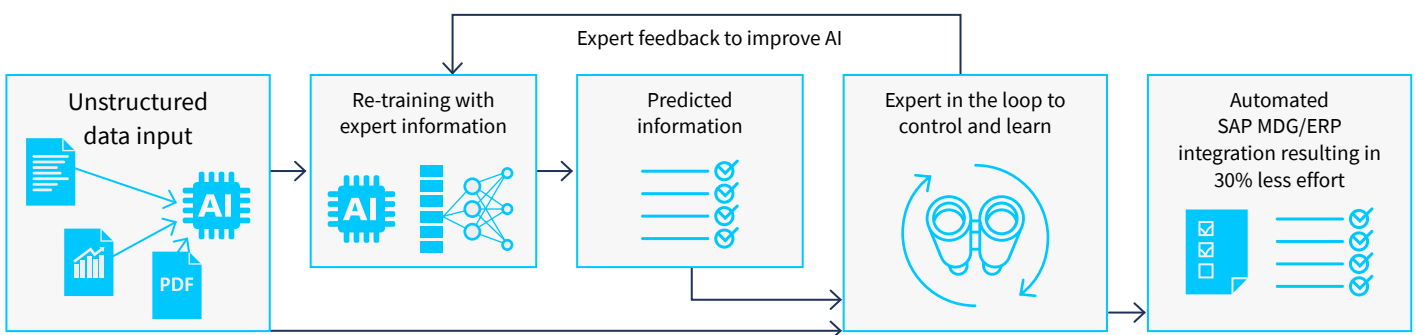 Expert feedback to improve AI
Unstructured
data input
AI
PDF
Re-training with
expert information
AI
Predicted
information
Expert in the loop to
control and learn
Automated
SAP MDG/ERP
integration resulting in
30% less effort